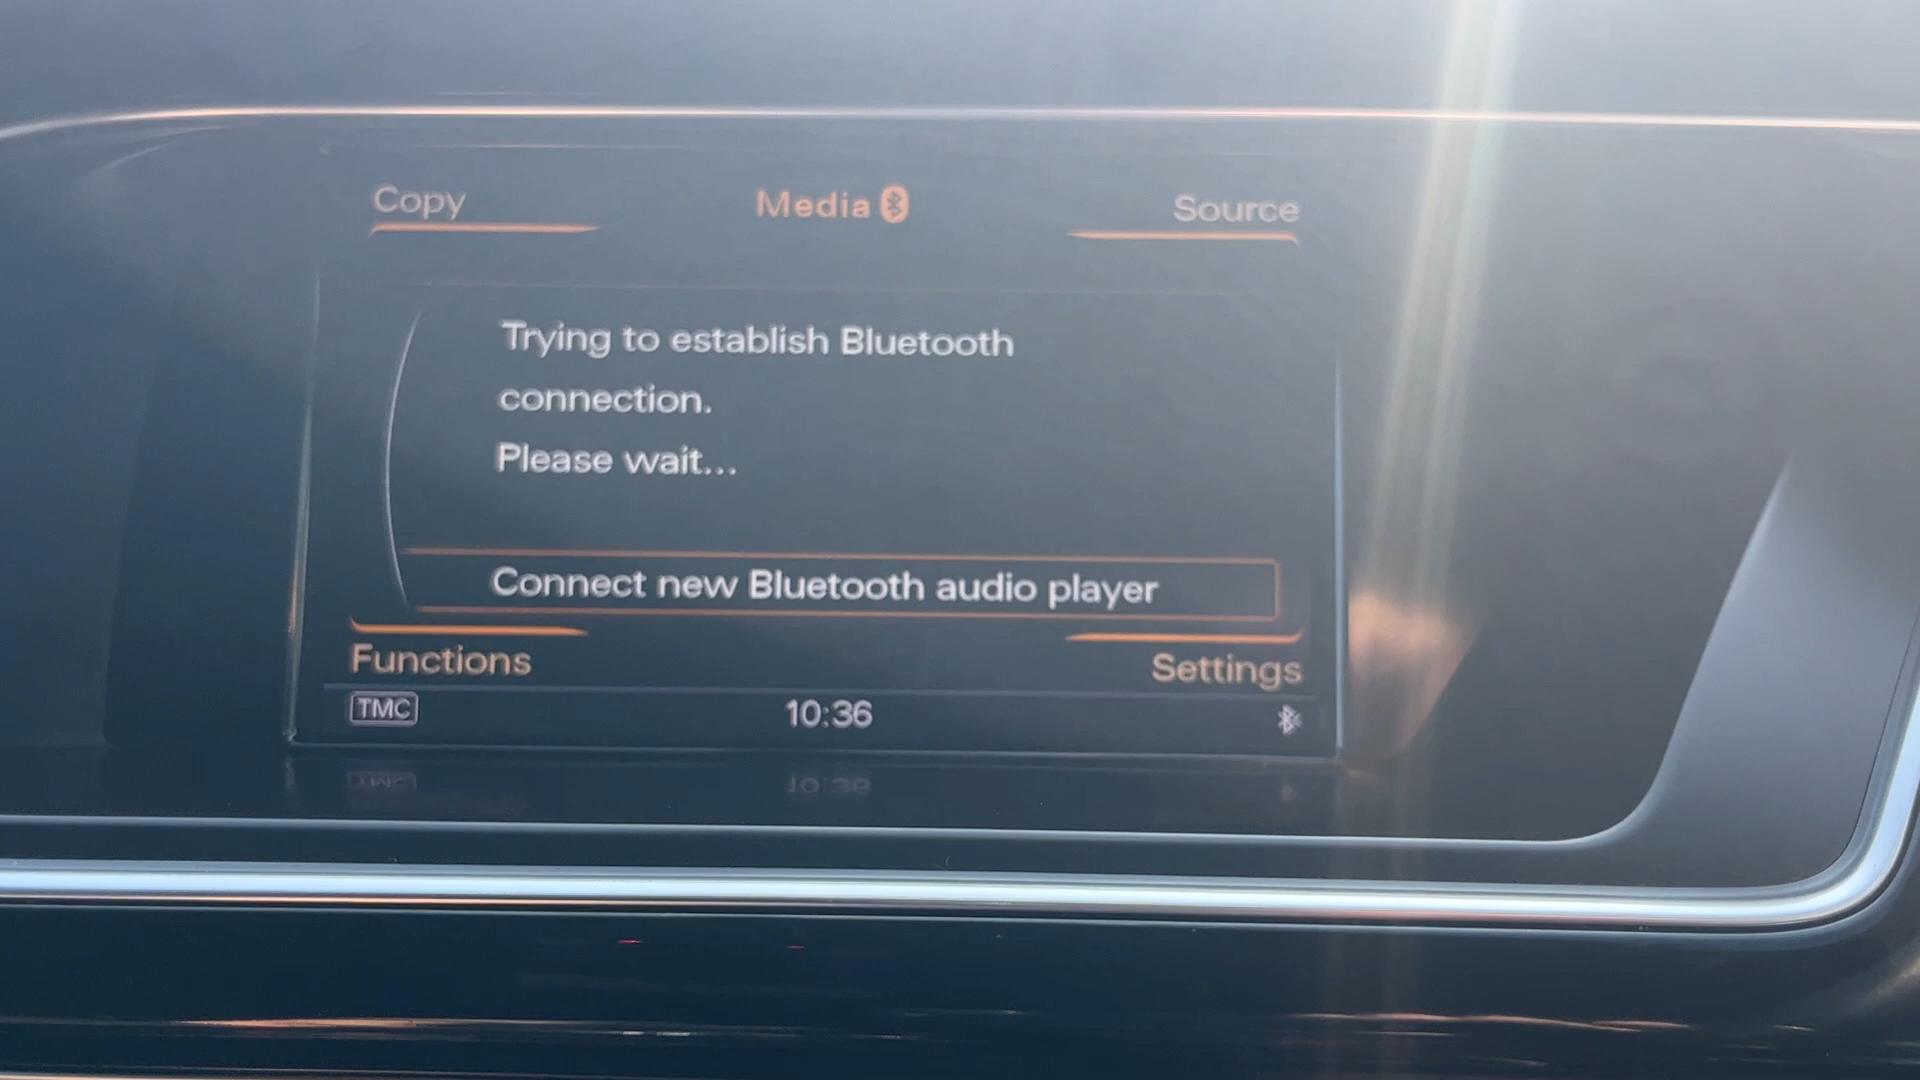 Copy
Media
Source
Trying to establish Bluetooth
connection.
Please wait...
Connect new Bluetooth audio player
Functions
Settings
TMC
10:36